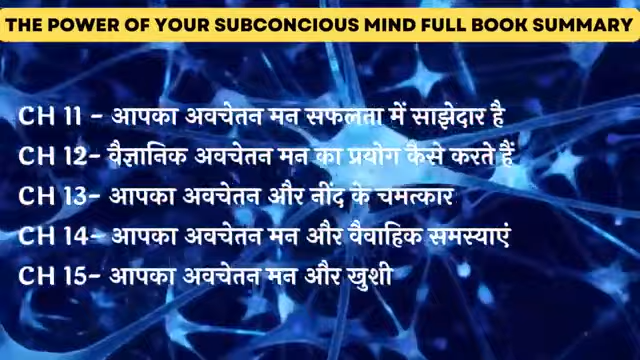 THE POWER OF YOUR SUBCONCIOUS MIND FULL BOOK SUMMARY
CH 11 - आपका अवचेतन मन सफलता में साझेदार है
CH 12- वैज्ञानिक अवचेतन मन का प्रयोग कैसे करते हैं
CH 13- आपका अवचेतन और नींद के चमत्कार
CH 14- आपका अवचेतन मन और वैवाहिक समस्याएं
CH 15- आपका अवचेतन मन और खुशी